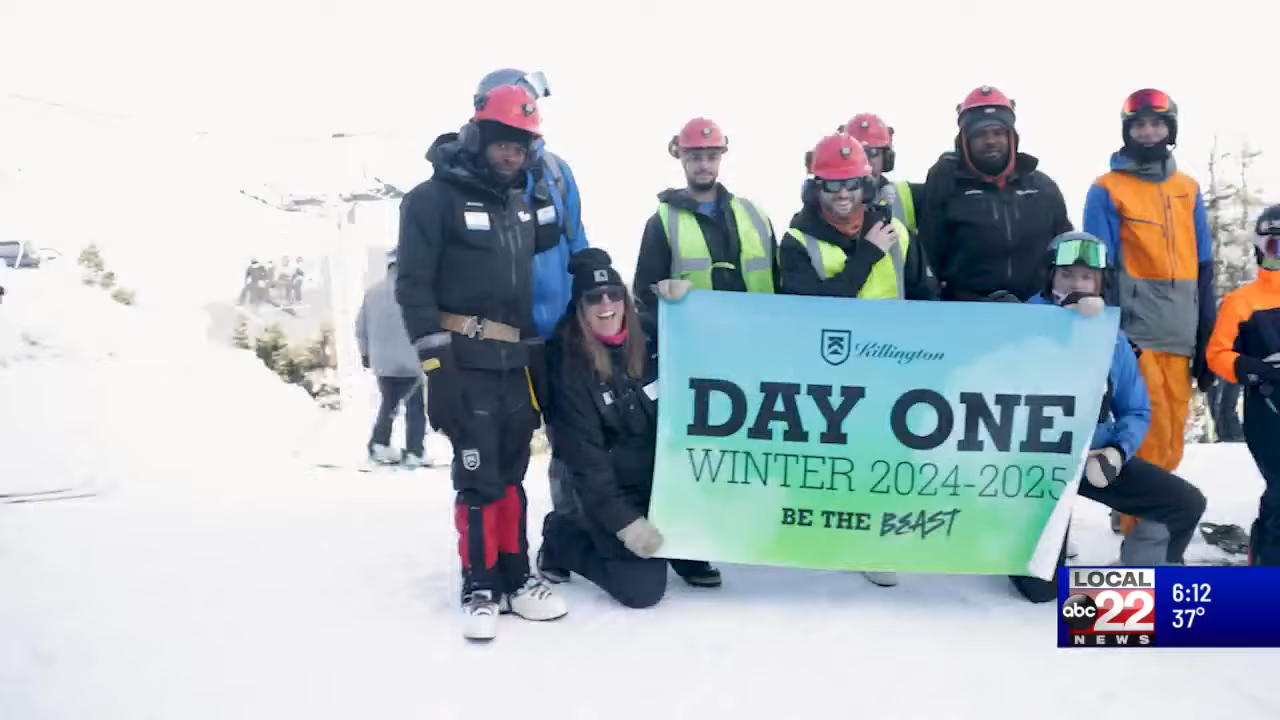 Killington
DAY ONE
WINTER 2024-2025
BE THE BEAST
LOCAL
abc 22
NEWS
6:12
37°